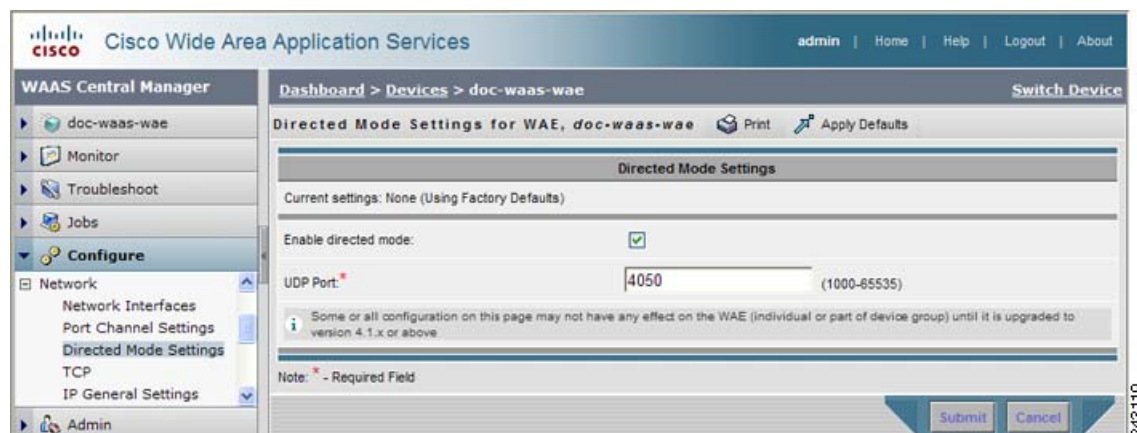 CISCO
Cisco Wide Area Application Services
admin | Home | Help | Logout | About
WAAS Central Manager
Dashboard > Devices > doc-waas-wae
Switch Device
doc-waas-wae
Monitor
Troubleshoot
Jobs
Configure
Network
Network Interfaces
Port Channel Settings
Directed Mode Settings
TCP
IP General Settings
Admin
Directed Mode Settings for WAE, doc-waas-wae
Print
Apply Defaults
Directed Mode Settings
Current settings: None (Using Factory Defaults)
Enable directed mode:
UDP Port:*
4050
(1000-65535)
Some or all configuration on this page may not have any effect on the WAE (individual or part of device group) until it is upgraded to
version 4.1.x or above
Note: * - Required Field
Submit
Cancel